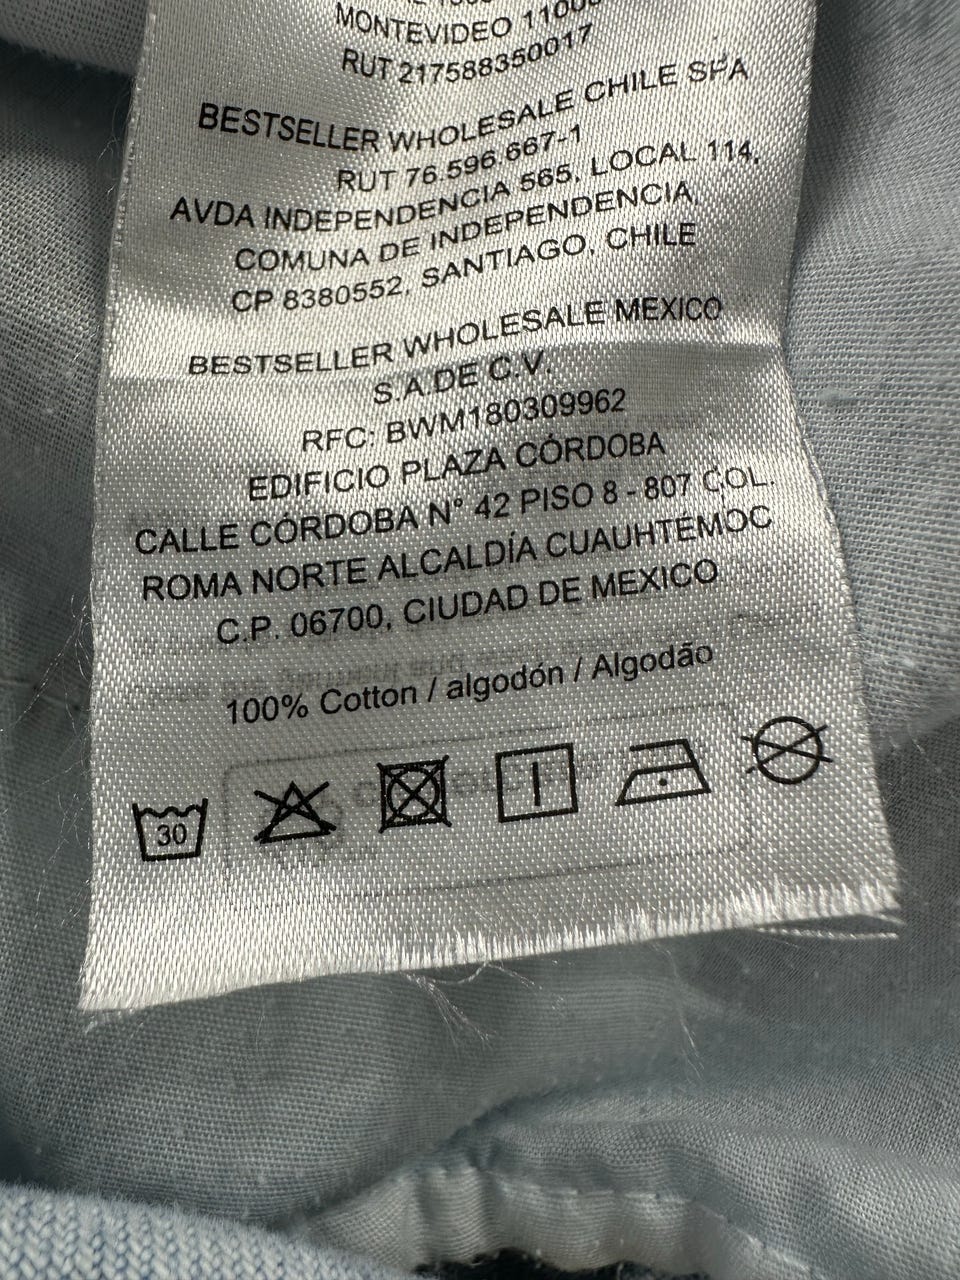 MONTEVIDEO 11000
RUT 217588350017
BESTSELLER WHOLESALE CHILE SPA
RUT 76.596.667-1
AVDA INDEPENDENCIA 565, LOCAL 114,
COMUNA DE INDEPENDENCIA,
CP 8380552, SANTIAGO, CHILE
BESTSELLER WHOLESALE MEXICO
S.A.DE C.V.
RFC: BWM180309962
EDIFICIO PLAZA CÓRDOBA
CALLE CÓRDOBA N° 42 PISO 8 - 807 COL.
ROMA NORTE ALCALDÍA CUAUHTÉMOC
C.P. 06700, CIUDAD DE MEXICO
100% Cotton / algodón / Algodão
30